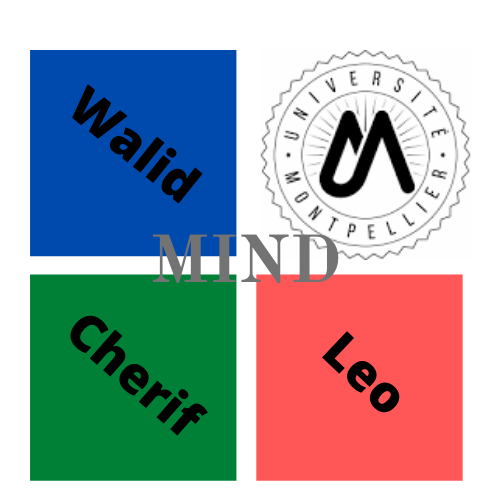 Walid
UNIVERSITÉ
MONTPELLIER
MIND
Cherif
Leo